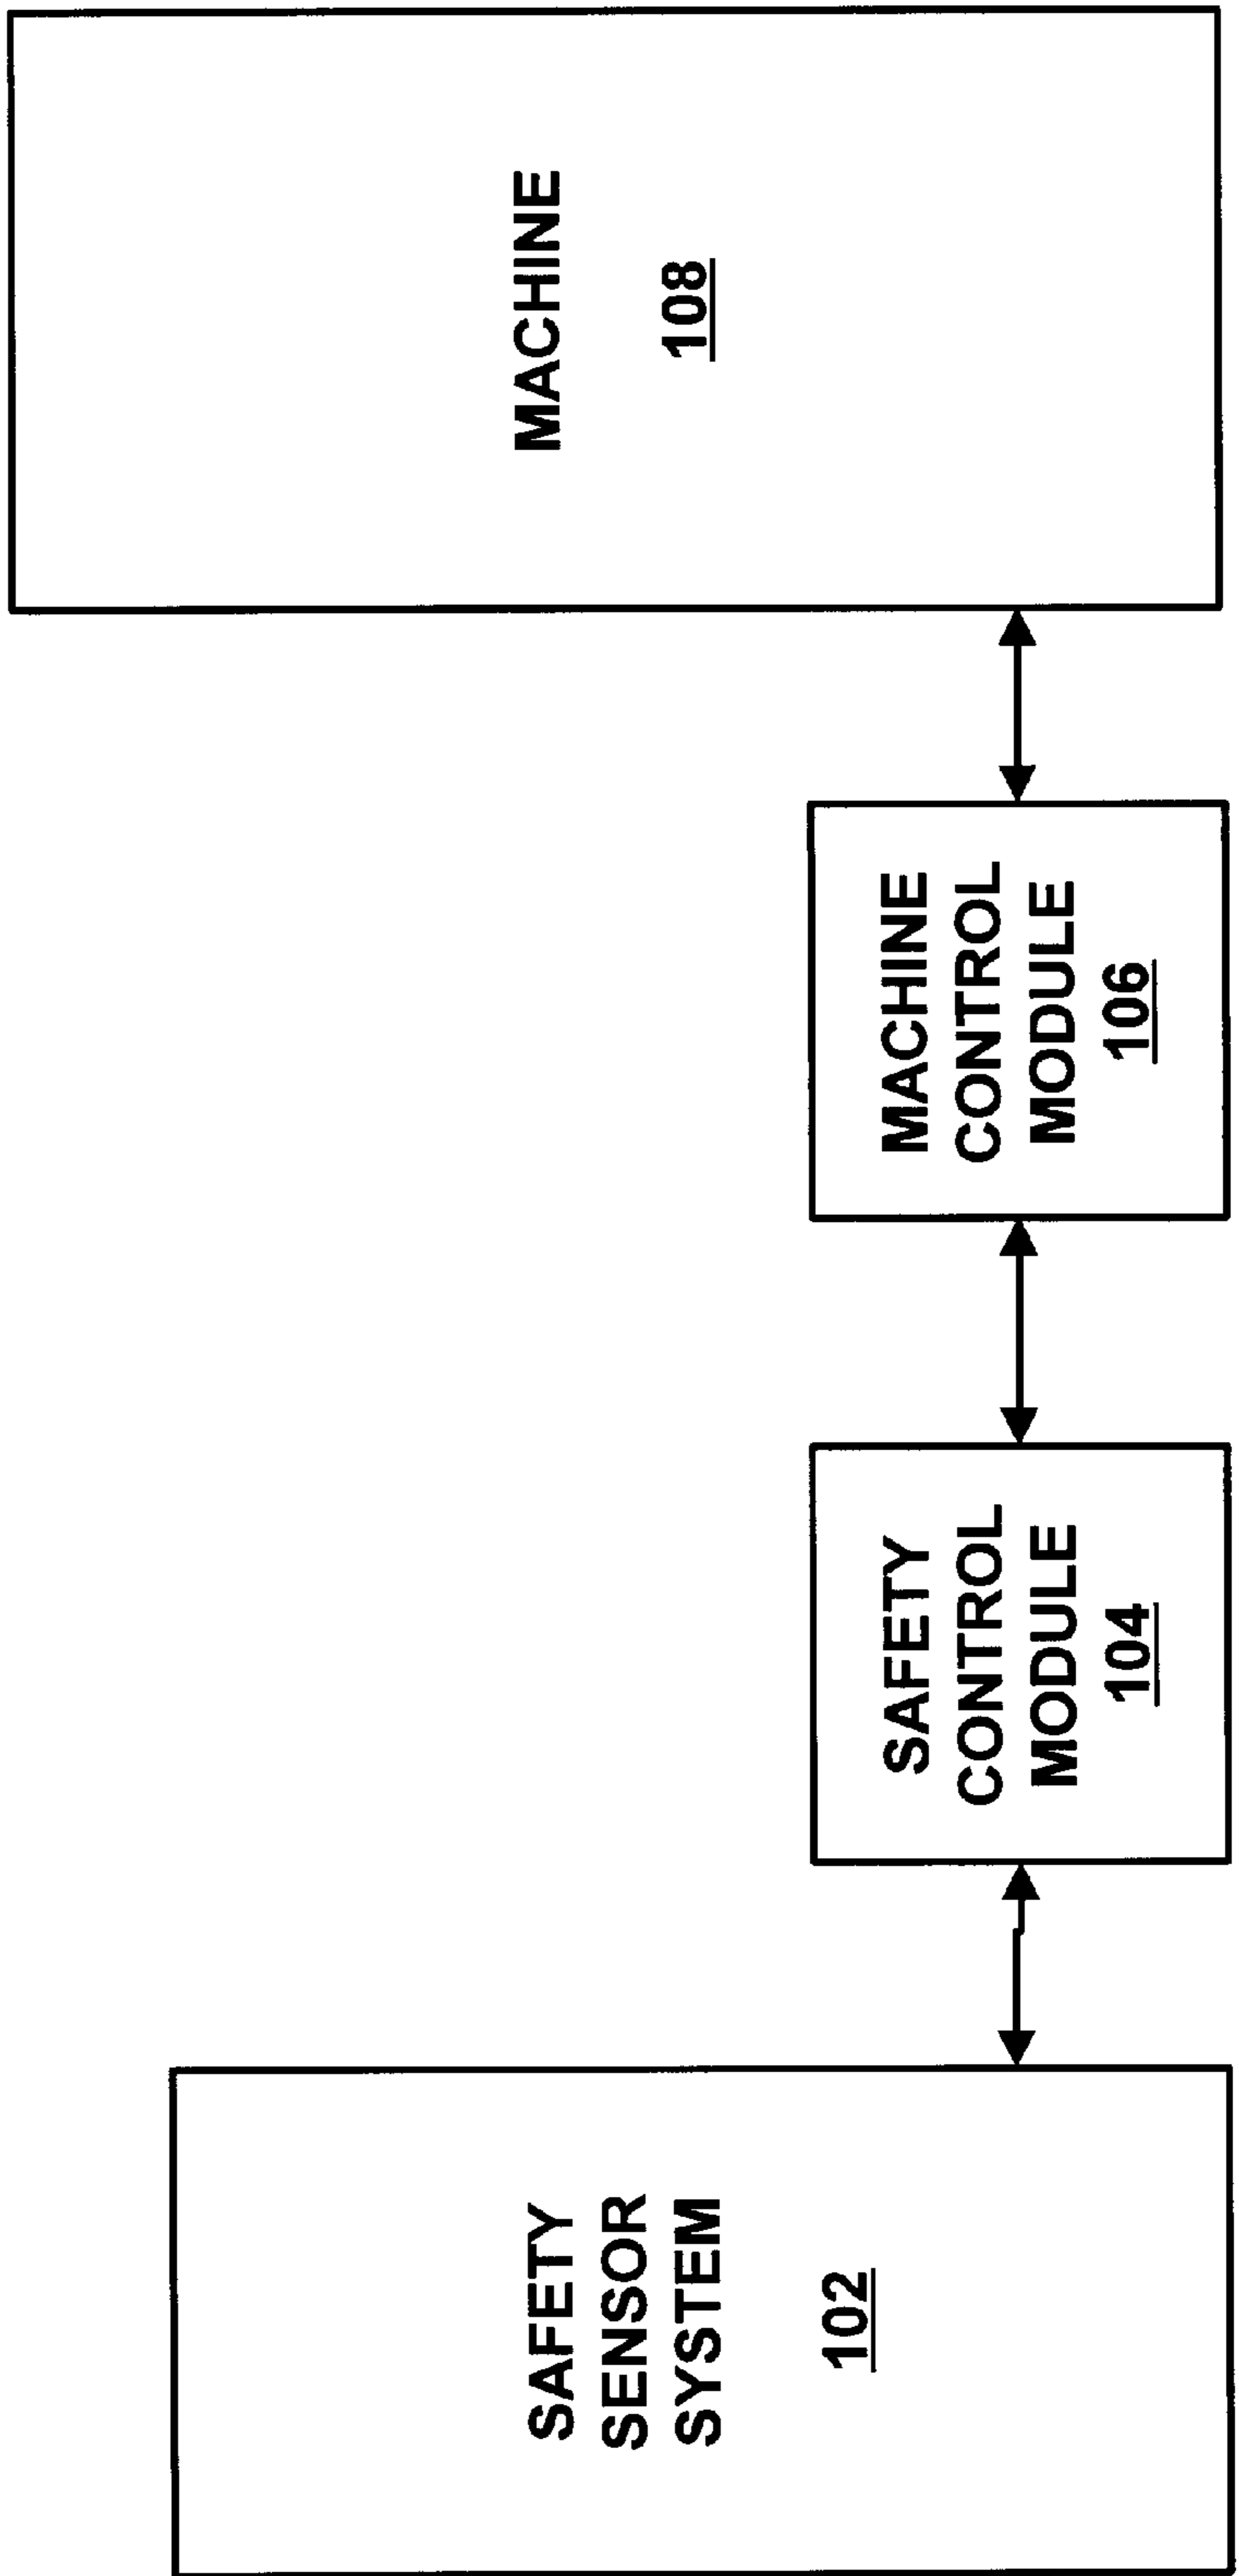 SAFETY
SENSOR
SYSTEM
102
SAFETY
CONTROL
MODULE
104
MACHINE
CONTROL
MODULE
106
MACHINE
108